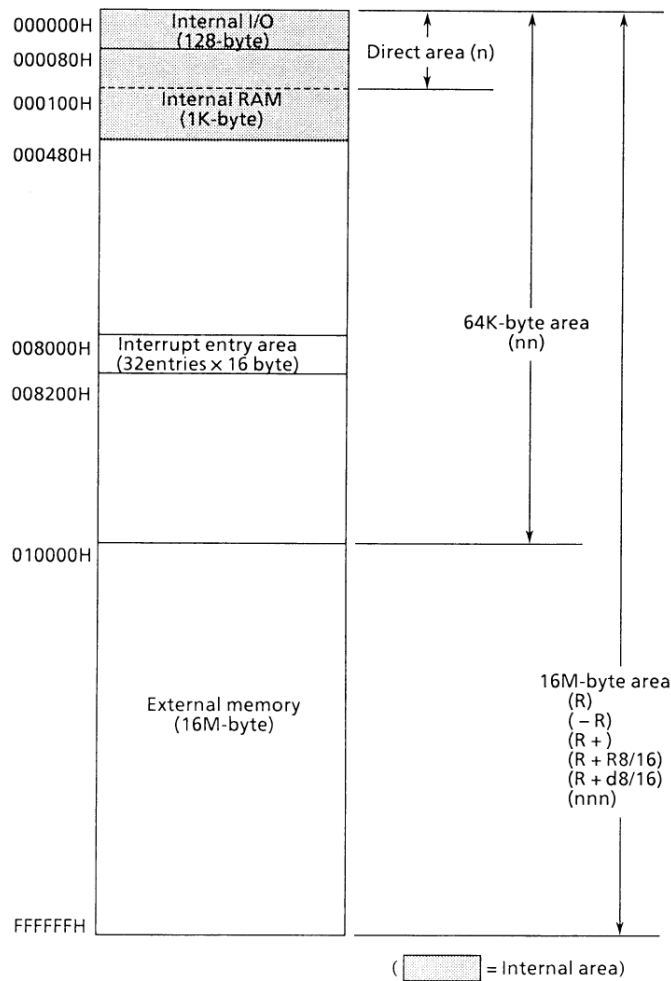 000000H
Internal I/O
(128-byte)
000080H
Direct area (n)
000100H
Internal RAM
(1K-byte)
000480H
64K-byte area
(nn)
008000H
Interrupt entry area
(32entries × 16 byte)
008200H
010000H
16M-byte area
(R)
( – R)
(R + )
(R + R8/16)
(R + d8/16)
(nnn)
External memory
(16M-byte)
FFFFFFH
( = Internal area)